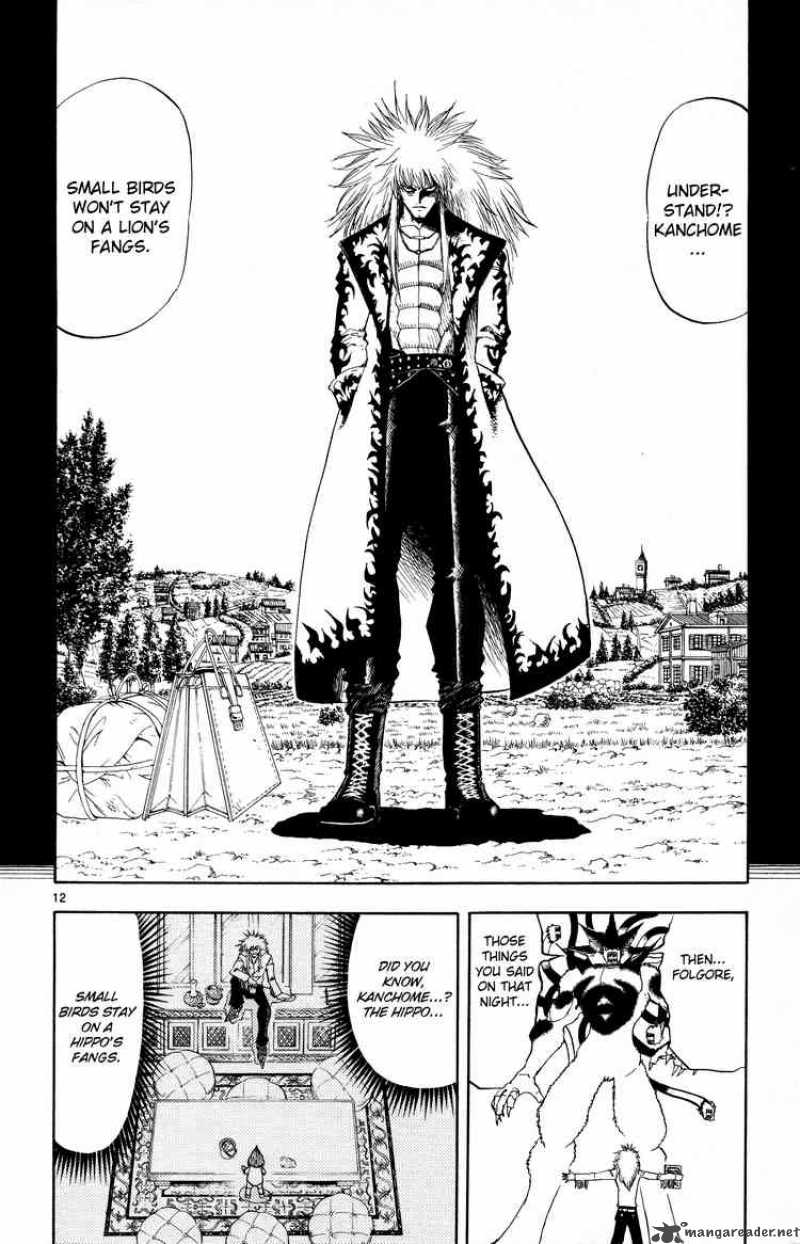 UNDER-
STAND!?
KANCHOME
...
SMALL BIRDS
WON'T STAY
ON A LION'S
FANGS.
12
THEN...
FOLGORE,
THOSE
THINGS
YOU SAID
ON THAT
NIGHT...
DID YOU
KNOW,
KANCHOME...?
THE HIPPO...
SMALL
BIRDS STAY
ON A
HIPPO'S
FANGS.
mangareader.net